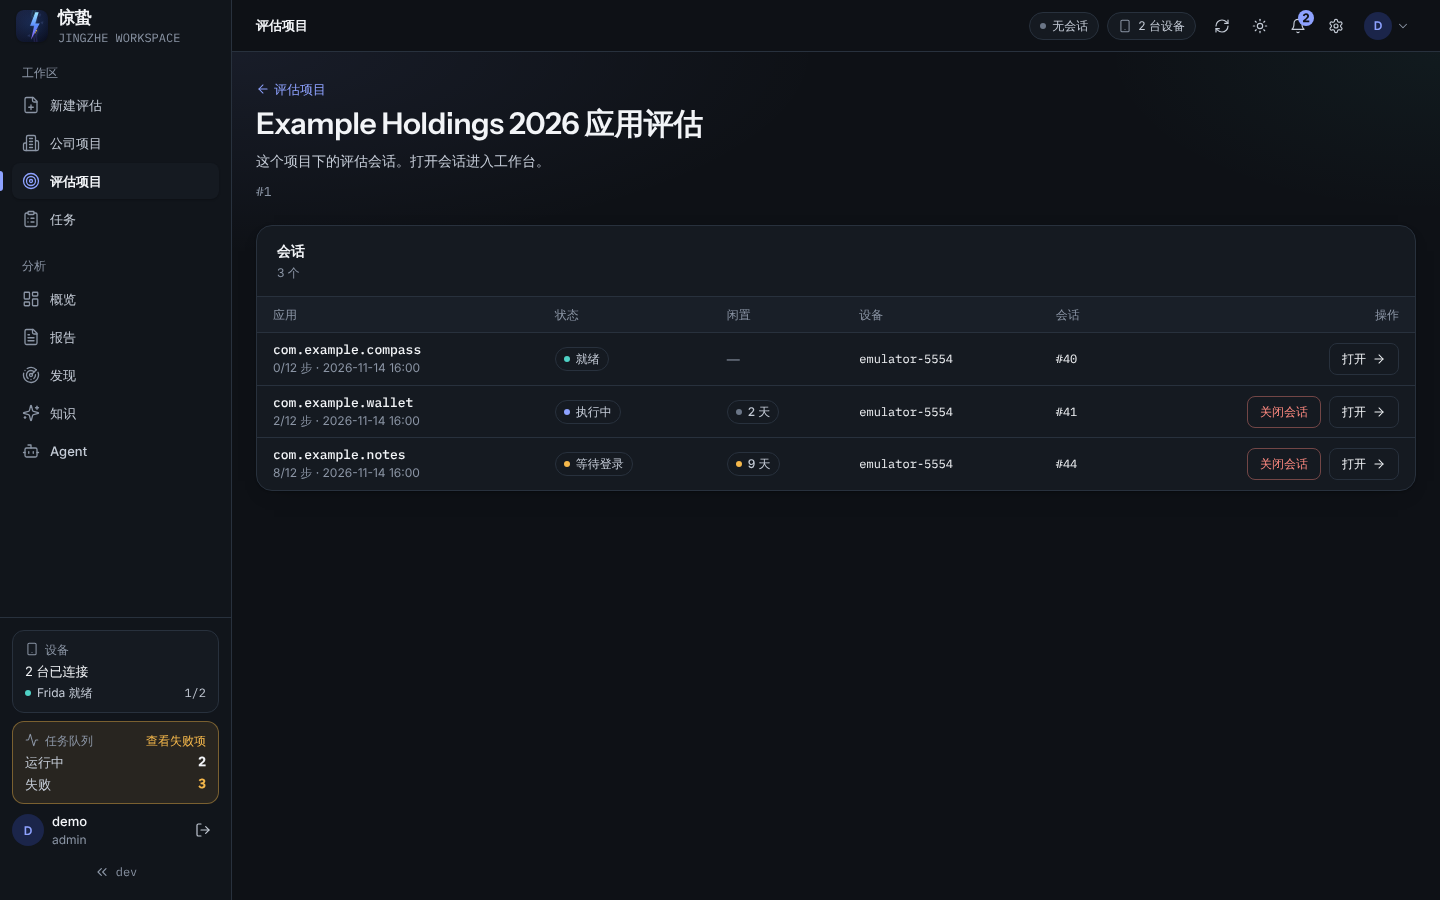 惊蛰
JINGZHE WORKSPACE
工作区
新建评估
公司项目
评估项目
任务
分析
概览
报告
发现
知识
Agent
设备
2 台已连接
Frida 就绪 1/2
任务队列 查看失败项
运行中 2
失败 3
D
demo
admin
dev
评估项目
无会话
2 台设备
2
D
评估项目
Example Holdings 2026 应用评估
这个项目下的评估会话。打开会话进入工作台。
#1
会话
3 个
应用 状态 闲置 设备 会话 操作
com.example.compass
0/12 步 · 2026-11-14 16:00
就绪 — emulator-5554 #40 打开
com.example.wallet
2/12 步 · 2026-11-14 16:00
执行中 2 天 emulator-5554 #41 关闭会话 打开
com.example.notes
8/12 步 · 2026-11-14 16:00
等待登录 9 天 emulator-5554 #44 关闭会话 打开